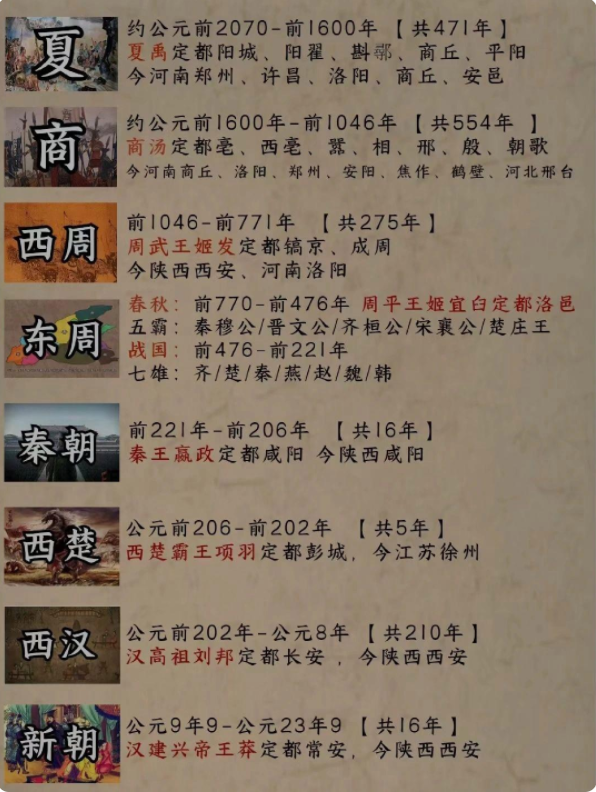 夏
约公元前2070-前1600年 【共471年】
夏禹定都阳城、阳翟、斟鄩、商丘、平阳
今河南郑州、许昌、洛阳、商丘、安邑
商
约公元前1600年-前1046年 【共554年 】
商汤定都亳、西亳、嚣、相、邢、殷、朝歌
今河南商丘、洛阳、郑州、安阳、焦作、鹤壁、河北邢台
西周
前1046-前771年 【共275年】
周武王姬发定都镐京、成周
今陕西西安、河南洛阳
东周
春秋：前770-前476年 周平王姬宜臼定都洛邑
五霸：秦穆公/晋文公/齐桓公/宋襄公/楚庄王
战国：前476-前221年
七雄：齐/楚/秦/燕/赵/魏/韩
秦朝
前221年-前206年 【共16年】
秦王嬴政定都咸阳 今陕西咸阳
西楚
公元前206-前202年 【共5年】
西楚霸王项羽定都彭城，今江苏徐州
西汉
公元前202年-公元8年 【共210年】
汉高祖刘邦定都长安，今陕西西安
新朝
公元9年9-公元23年9 【共16年】
汉建兴帝王莽定都常安，今陕西西安